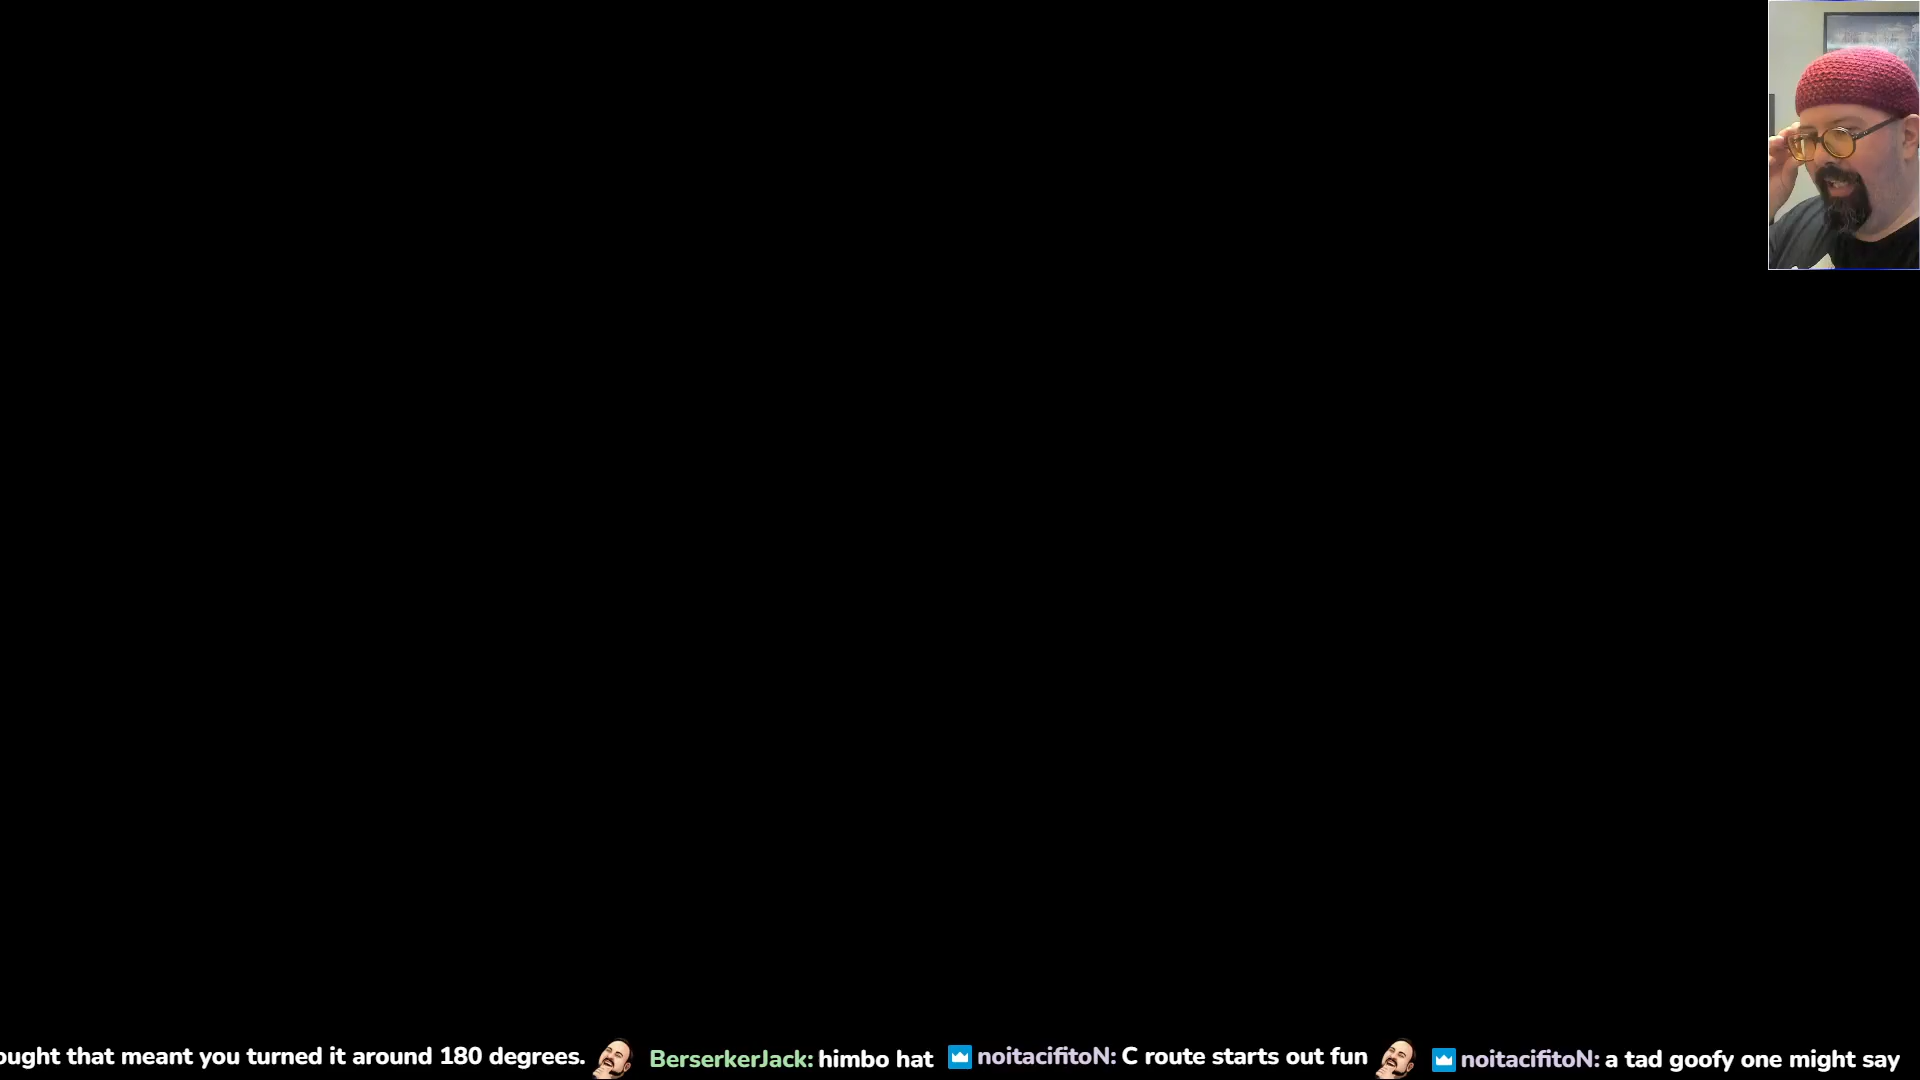 ought that meant you turned it around 180 degrees. BerserkerJack: himbo hat noitacifitoN: C route starts out fun noitacifitoN: a tad goofy one might say